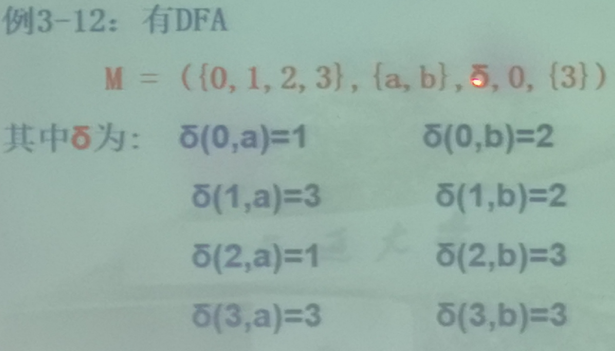 例3-12：有DFA
M = ({0,1,2,3},{a,b},δ,0,{3})
其中δ为: δ(0,a)=1 δ(0,b)=2
δ(1,a)=3 δ(1,b)=2
δ(2,a)=1 δ(2,b)=3
δ(3,a)=3 δ(3,b)=3